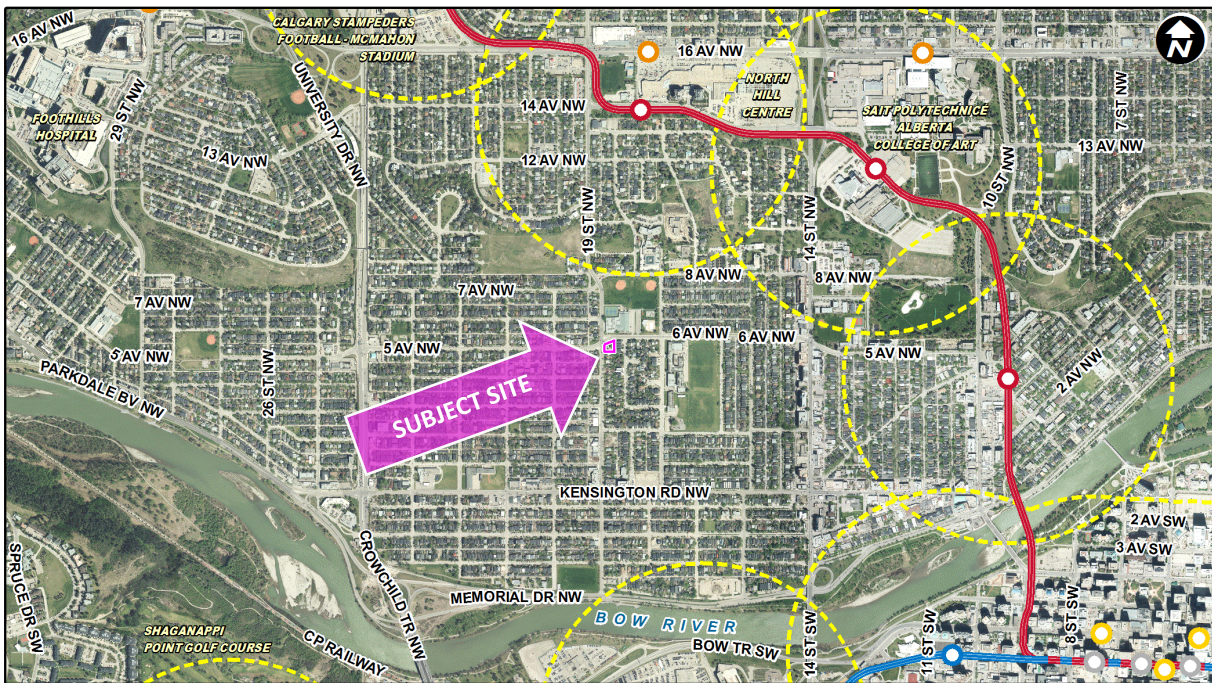 CALGARY STAMPEDERS
FOOTBALL - MCMAHON
STADIUM
16 AV NW
16 AV NW
N
UNIVERSITY DR NW
29 ST NW
FOOTHILLS
HOSPITAL
14 AV NW
NORTH
HILL
CENTRE
SAIT POLYTECHNICÉ
ALBERTA
COLLEGE OF ART
7 ST NW
13 AV NW
12 AV NW
13 AV NW
10 ST NW
19 ST NW
14 ST NW
8 AV NW
8 AV NW
7 AV NW
7 AV NW
6 AV NW
6 AV NW
5 AV NW
5 AV NW
5 AV NW
2 AV NW
PARKDALE BV NW
26 ST NW
SUBJECT SITE
KENSINGTON RD NW
2 AV SW
3 AV SW
SPRUCE DR SW
CROWCHILD TR NW
MEMORIAL DR NW
BOW RIVER
SHAGANAPPI
POINT GOLF COURSE
CP RAILWAY
BOW TR SW
14 ST SW
11 ST SW
8 ST SW